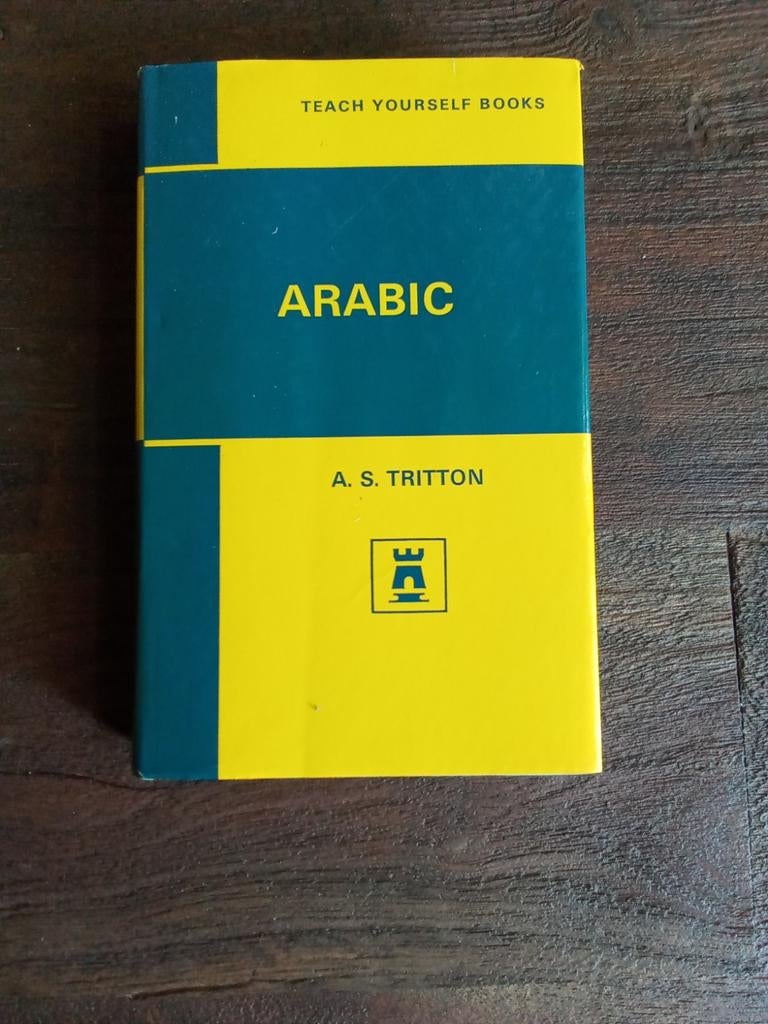 TEACH YOURSELF BOOKS
ARABIC
A. S. TRITTON